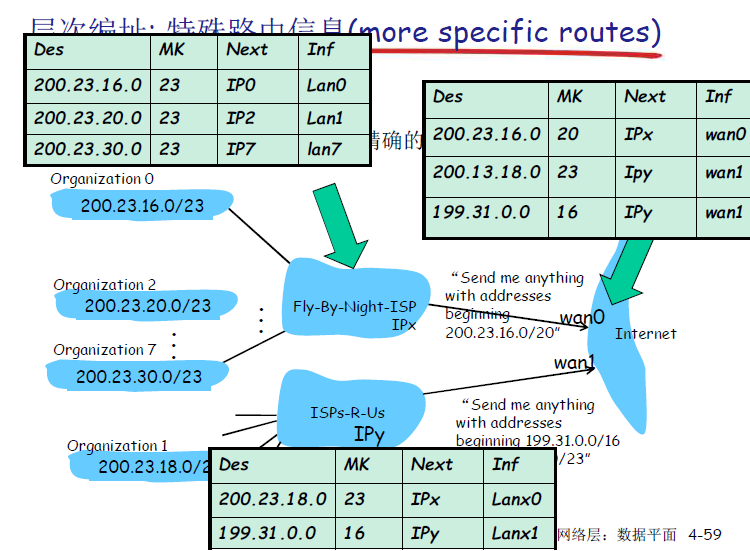 层次编址: 特殊路由信息(more specific routes)
Des MK Next Inf
200.23.16.0 23 IP0 Lan0
200.23.20.0 23 IP2 Lan1
200.23.30.0 23 IP7 lan7
Des MK Next Inf
200.23.16.0 20 IPx wan0
200.13.18.0 23 Ipy wan1
199.31.0.0 16 IPy wan1
精确的
Organization 0
200.23.16.0/23
Organization 2
200.23.20.0/23
Organization 7
200.23.30.0/23
Fly-By-Night-ISP
IPx
“Send me anything
with addresses
beginning
200.23.16.0/20”
wan0
Internet
wan1
ISPs-R-Us
IPy
“Send me anything
with addresses
beginning 199.31.0.0/16
0/23”
Organization 1
200.23.18.0/2
Des MK Next Inf
200.23.18.0 23 IPx Lanx0
199.31.0.0 16 IPy Lanx1
网络层：数据平面 4-59